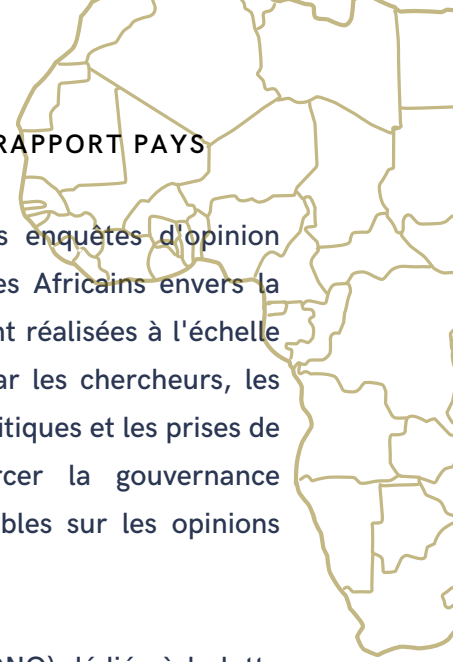 RAPPORT PAYS
s enquêtes d'opinion
es Africains envers la
nt réalisées à l'échelle
ar les chercheurs, les
itiques et les prises de
rcer la gouvernance
bles sur les opinions